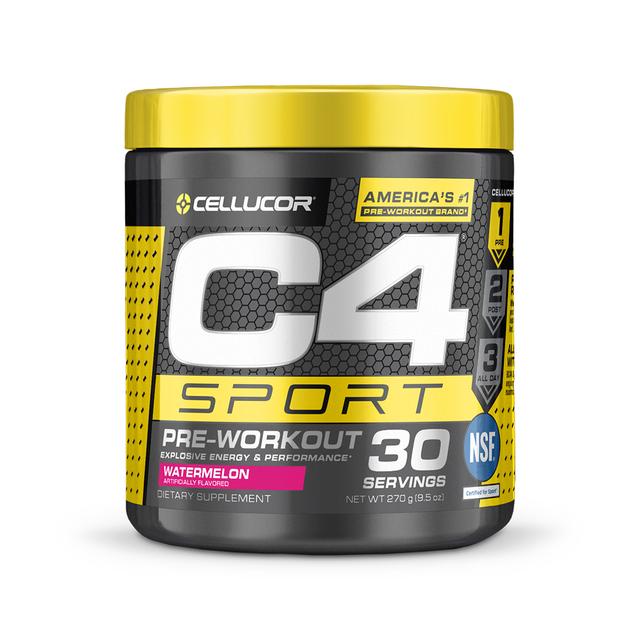 CELLUCOR®
AMERICA'S #1
PRE-WORKOUT BRAND*
C4
SPORT
PRE-WORKOUT
EXPLOSIVE ENERGY & PERFORMANCE*
WATERMELON
ARTIFICIALLY FLAVORED
DIETARY SUPPLEMENT
30
SERVINGS
NET WT 270 g (9.5 oz)
CELLUCOR
1
PRE
2
POST
3
ALL DAY
NSF
Certified for Sport